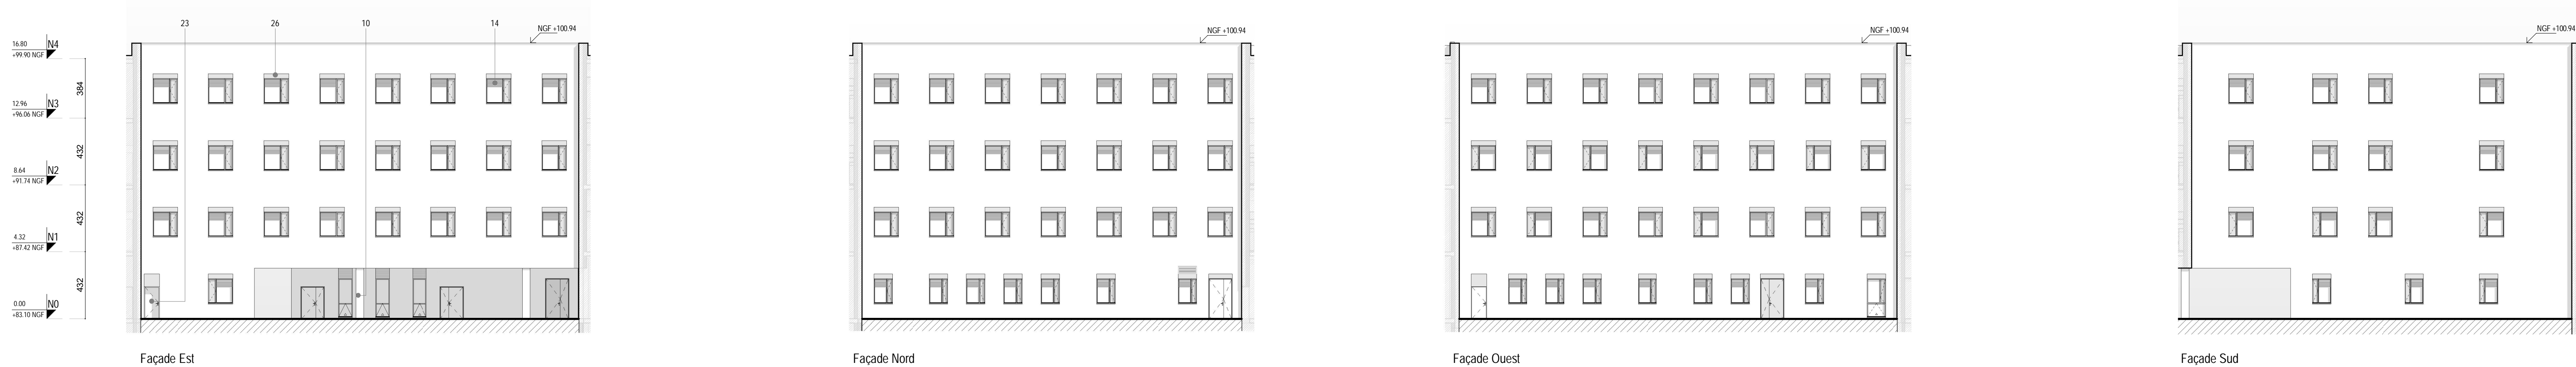 23
26
10
14
NGF +100.94
NGF +100.94
NGF +100.94
NGF +100.94
16.80 N4
+99.90 NGF
384
12.96 N3
+96.06 NGF
432
8.64 N2
+91.74 NGF
432
4.32 N1
+87.42 NGF
432
0.00 N0
+83.10 NGF
Façade Est
Façade Nord
Façade Ouest
Façade Sud